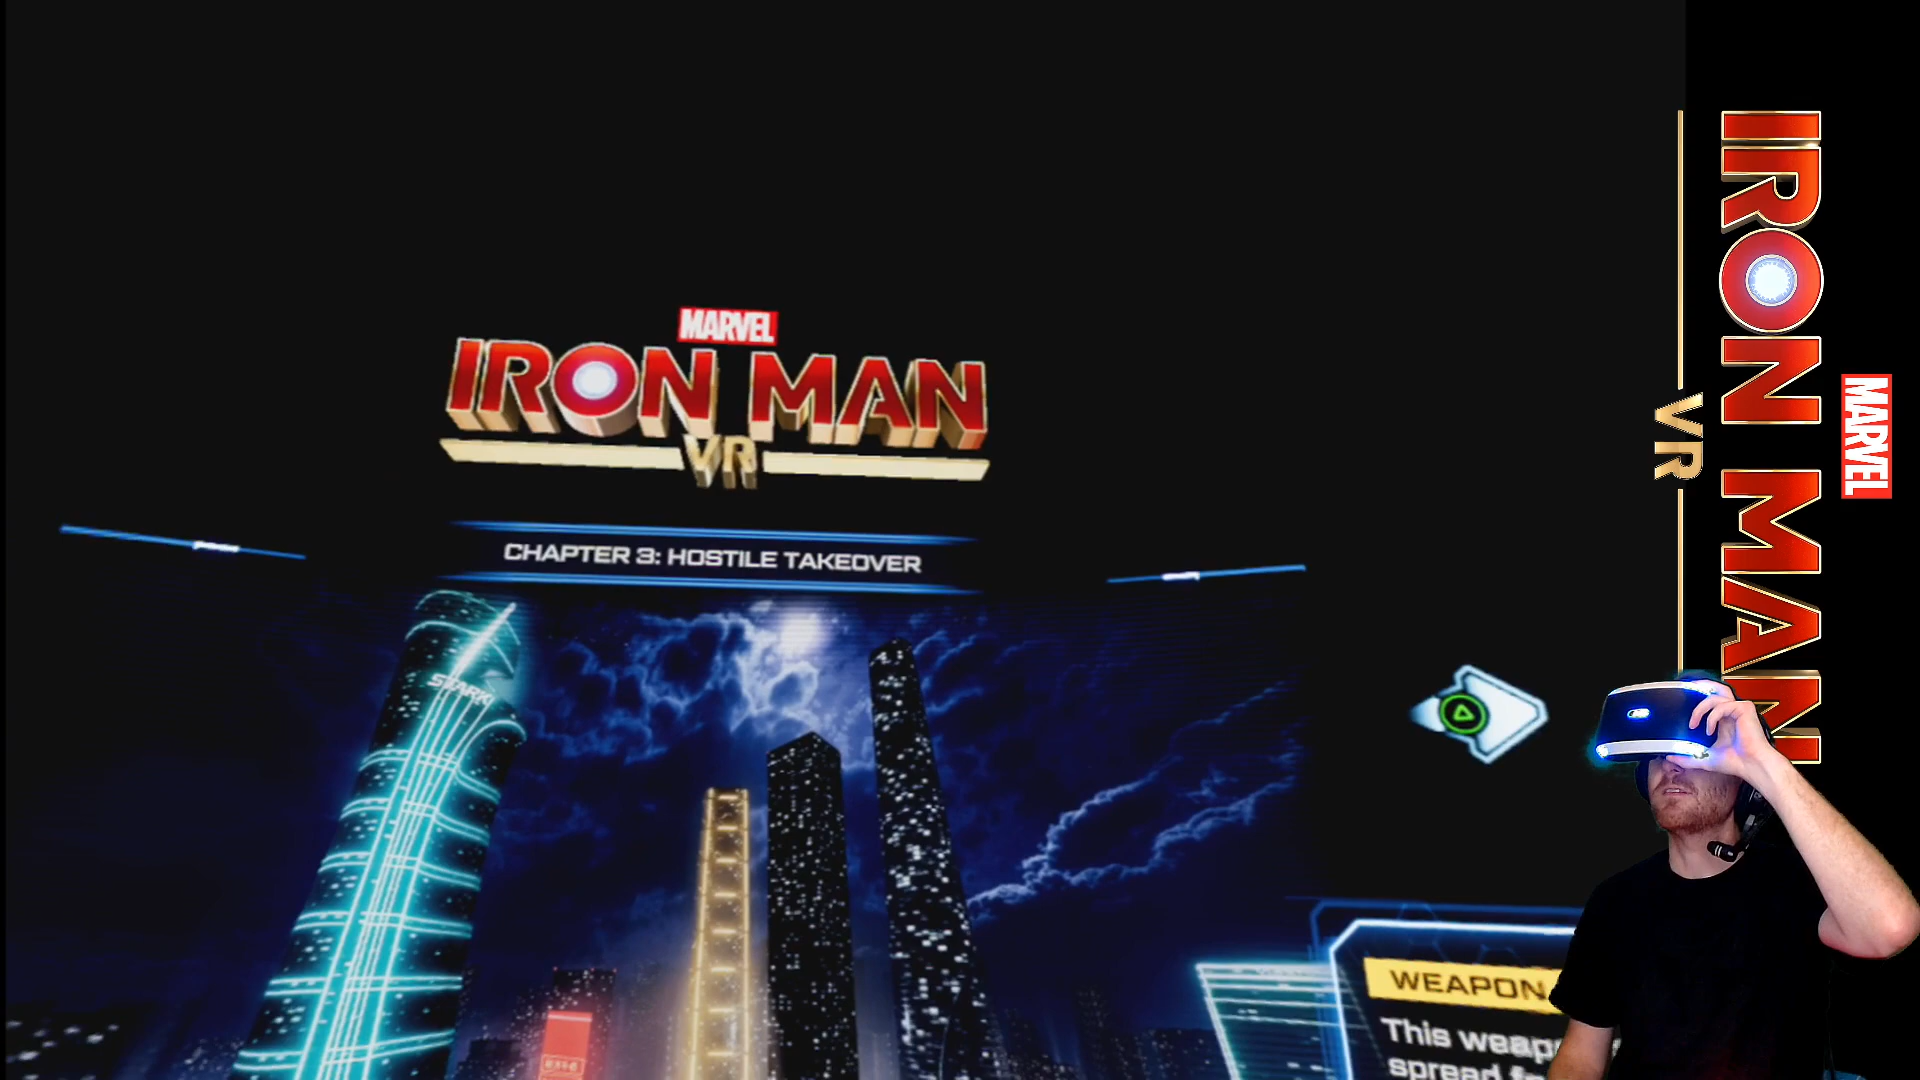 MARVEL
IRON MAN
VR
CHAPTER 3: HOSTILE TAKEOVER
STARK
WEAPON
This weap
spread
MARVEL
IRON MAN
VR